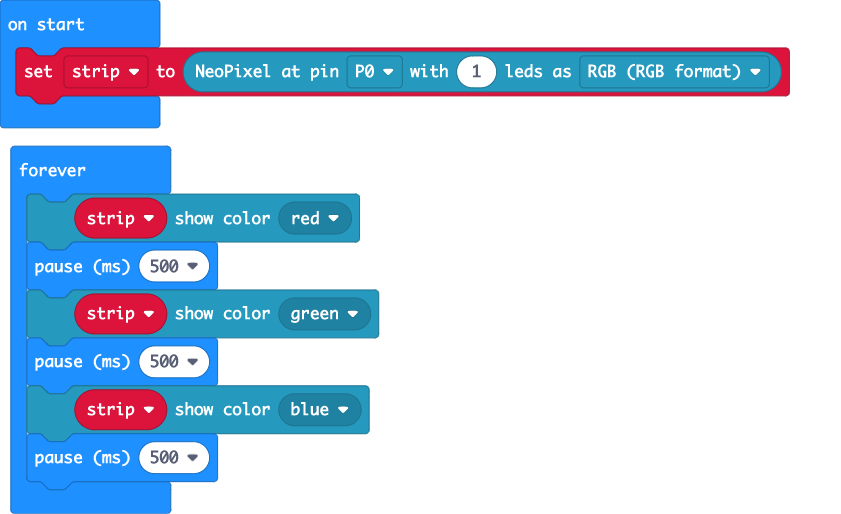 on start
set strip to NeoPixel at pin P0 with 1 leds as RGB (RGB format)
forever
strip show color red
pause (ms) 500
strip show color green
pause (ms) 500
strip show color blue
pause (ms) 500